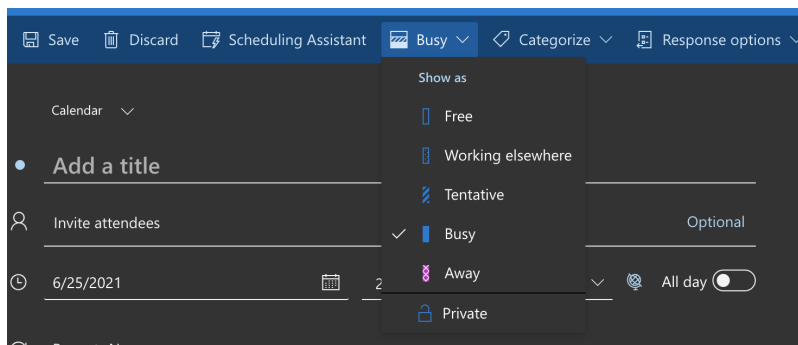 Save Discard Scheduling Assistant Busy Categorize Response options
Show as
Calendar
Free
Working elsewhere
Add a title
Tentative
Invite attendees
Optional
Busy
Away
6/25/2021
2
All day
Private